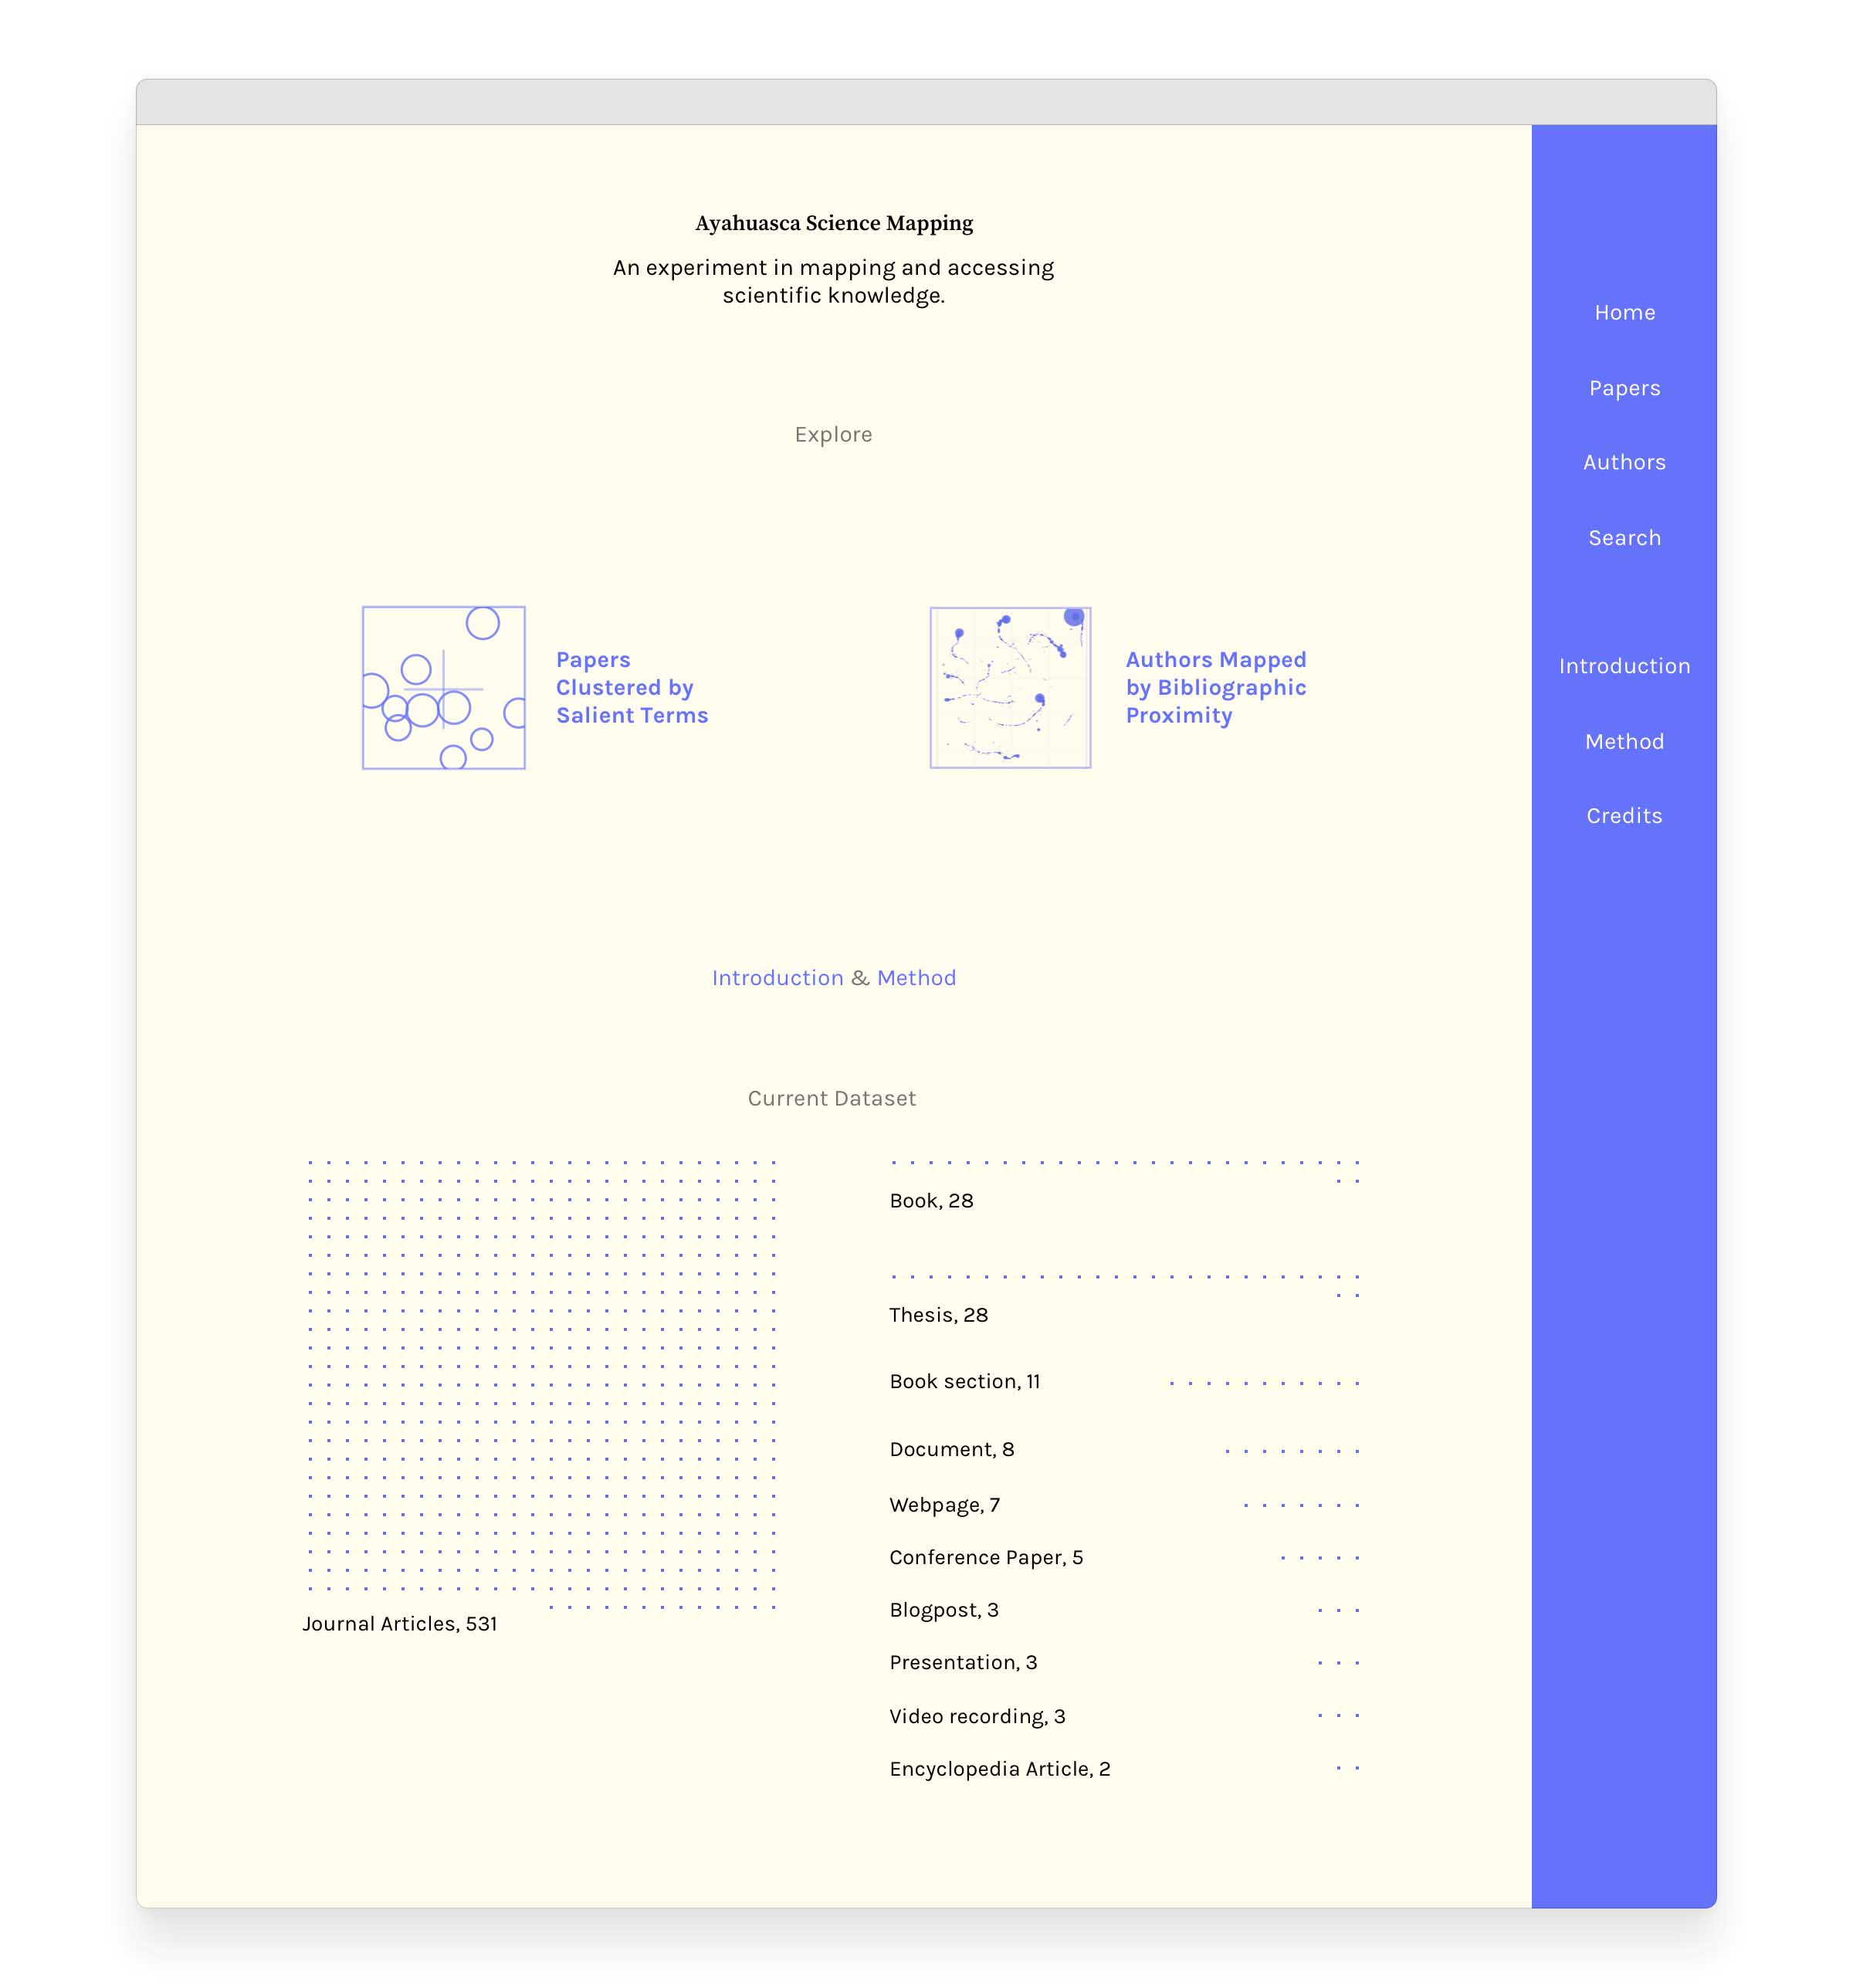 Ayahuasca Science Mapping
An experiment in mapping and accessing
scientific knowledge.
Explore
Papers
Clustered by
Salient Terms
Authors Mapped
by Bibliographic
Proximity
Introduction & Method
Current Dataset
Journal Articles, 531
Book, 28
Thesis, 28
Book section, 11
Document, 8
Webpage, 7
Conference Paper, 5
Blogpost, 3
Presentation, 3
Video recording, 3
Encyclopedia Article, 2
Home
Papers
Authors
Search
Introduction
Method
Credits